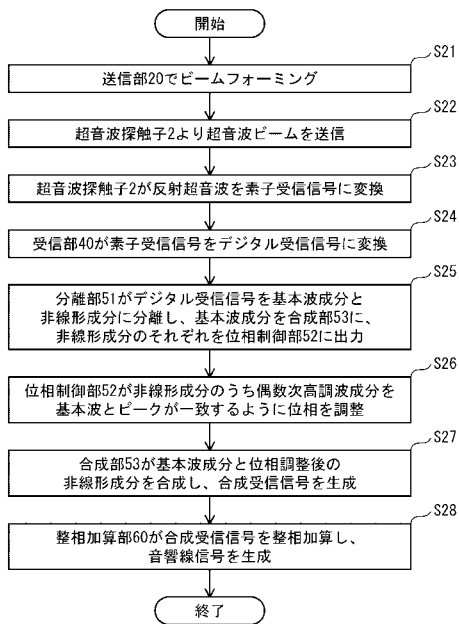 開始
S21
送信部20でビームフォーミング
S22
超音波探触子2より超音波ビームを送信
S23
超音波探触子2が反射超音波を素子受信信号に変換
S24
受信部40が素子受信信号をデジタル受信信号に変換
S25
分離部51がデジタル受信信号を基本波成分と
非線形成分に分離し、基本波成分を合成部53に、
非線形成分のそれぞれを位相制御部52に出力
S26
位相制御部52が非線形成分のうち偶数次高調波成分を
基本波とピークが一致するように位相を調整
S27
合成部53が基本波成分と位相調整後の
非線形成分を合成し、合成受信信号を生成
S28
整相加算部60が合成受信信号を整相加算し、
音響線信号を生成
終了